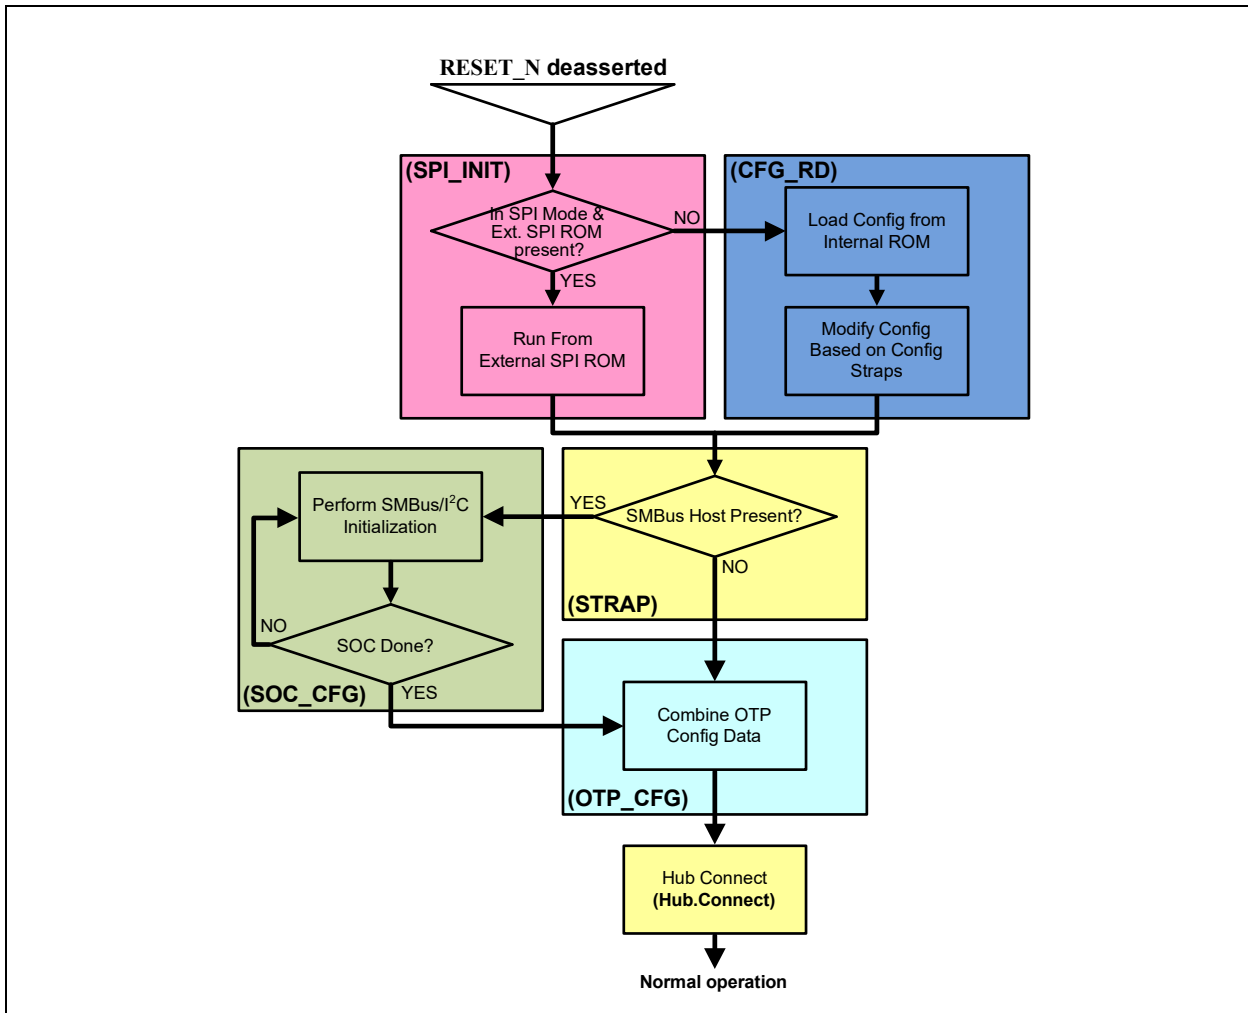 RESET_N deasserted
(SPI_INIT)
In SPI Mode &
Ext. SPI ROM
present?
NO
YES
Run From
External SPI ROM
(CFG_RD)
Load Config from
Internal ROM
Modify Config
Based on Config
Straps
SMBus Host Present?
YES
NO
(STRAP)
Perform SMBus/I²C
Initialization
SOC Done?
NO
YES
(SOC_CFG)
Combine OTP
Config Data
(OTP_CFG)
Hub Connect
(Hub.Connect)
Normal operation